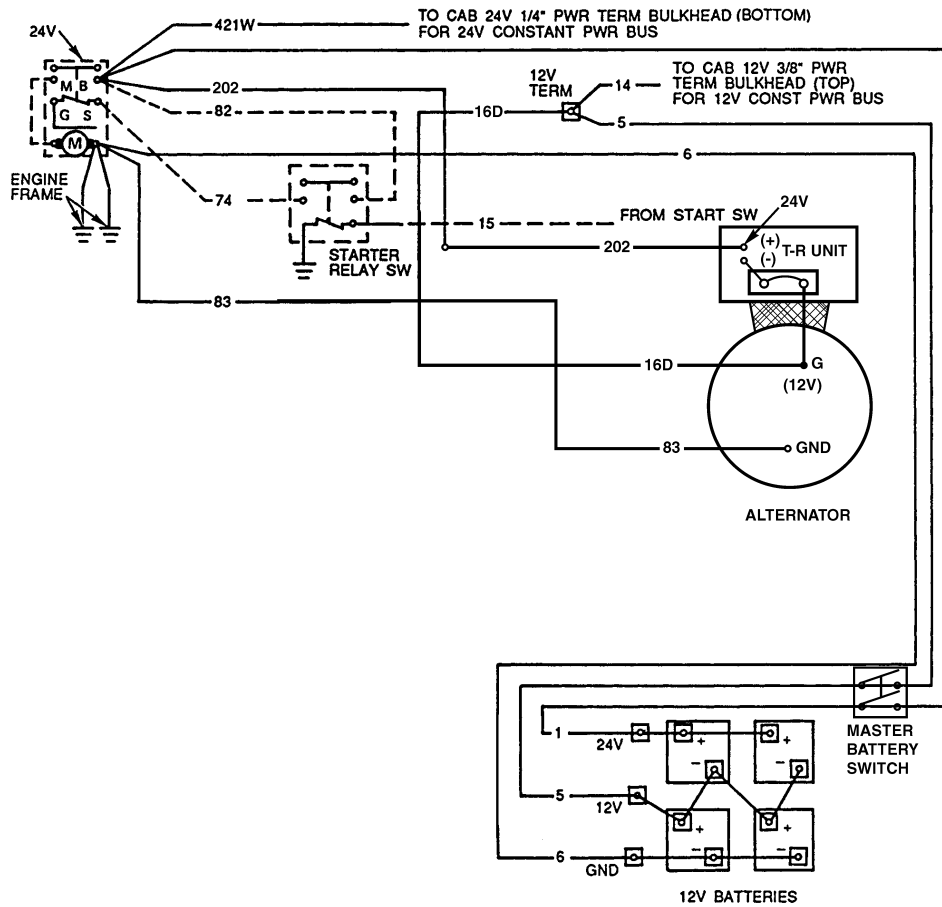 421W
TO CAB 24V 1/4" PWR TERM BULKHEAD (BOTTOM)
FOR 24V CONSTANT PWR BUS
24V
M B
G S
M
202
82
12V
TERM
14
TO CAB 12V 3/8" PWR
TERM BULKHEAD (TOP)
FOR 12V CONST PWR BUS
16D
5
6
ENGINE
FRAME
74
15
FROM START SW
24V
STARTER
RELAY SW
202
(+)
(-)
T-R UNIT
83
16D
G
(12V)
83
GND
ALTERNATOR
MASTER
BATTERY
SWITCH
1
24V
+
+
−
−
5
12V
+
+
−
−
6
GND
12V BATTERIES